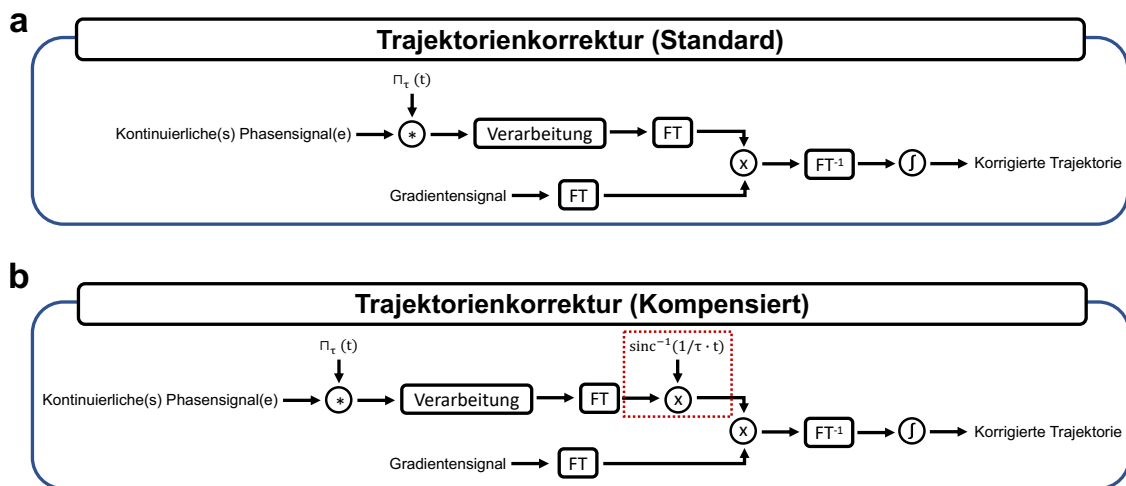 a
Trajektorienkorrektur (Standard)
⊓τ (t)
Kontinuierliche(s) Phasensignal(e)
*
Verarbeitung
FT
x
FT-1
∫
Korrigierte Trajektorie
Gradientensignal
FT
b
Trajektorienkorrektur (Kompensiert)
⊓τ (t)
sinc−1(1/τ · t)
Kontinuierliche(s) Phasensignal(e)
*
Verarbeitung
FT
x
x
FT-1
∫
Korrigierte Trajektorie
Gradientensignal
FT